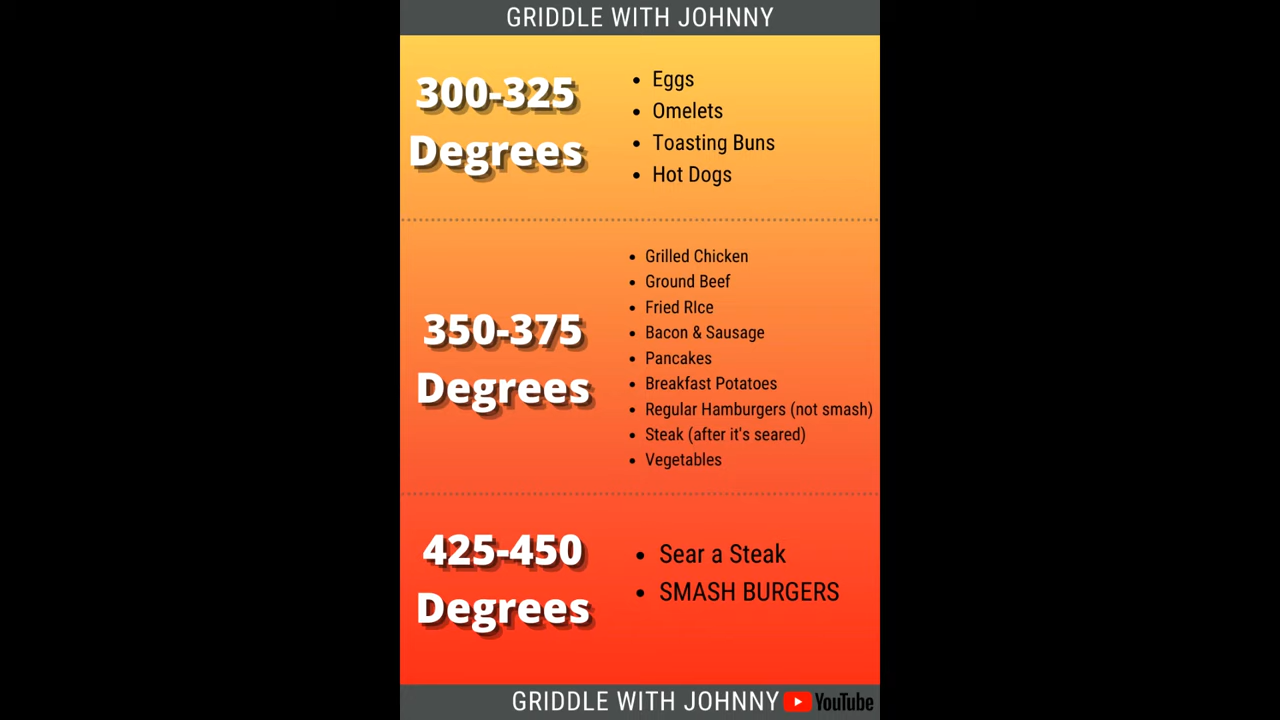 GRIDDLE WITH JOHNNY
300-325
Degrees
• Eggs
• Omelets
• Toasting Buns
• Hot Dogs
350-375
Degrees
• Grilled Chicken
• Ground Beef
• Fried RIce
• Bacon & Sausage
• Pancakes
• Breakfast Potatoes
• Regular Hamburgers (not smash)
• Steak (after it's seared)
• Vegetables
425-450
Degrees
• Sear a Steak
• SMASH BURGERS
GRIDDLE WITH JOHNNY YouTube